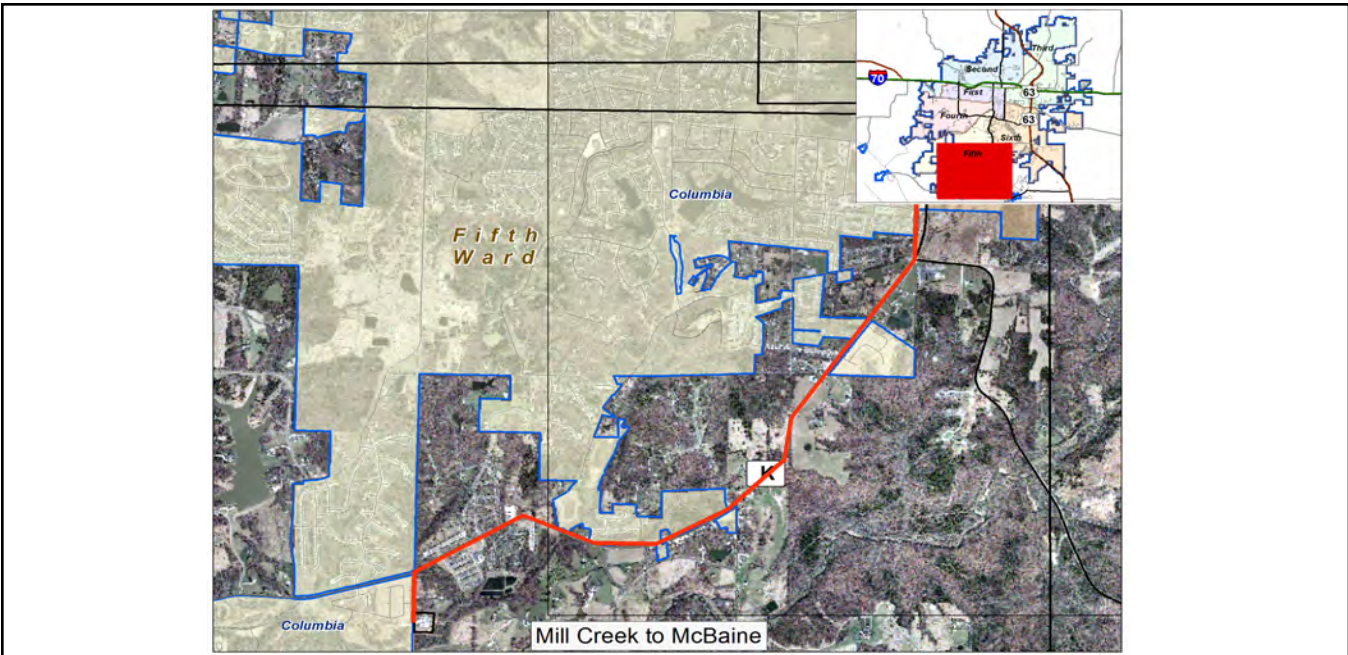 Third
Second
70
First
63
Fourth
63
Sixth
Fifth
Columbia
Fifth
Ward
K
Columbia
Mill Creek to McBaine